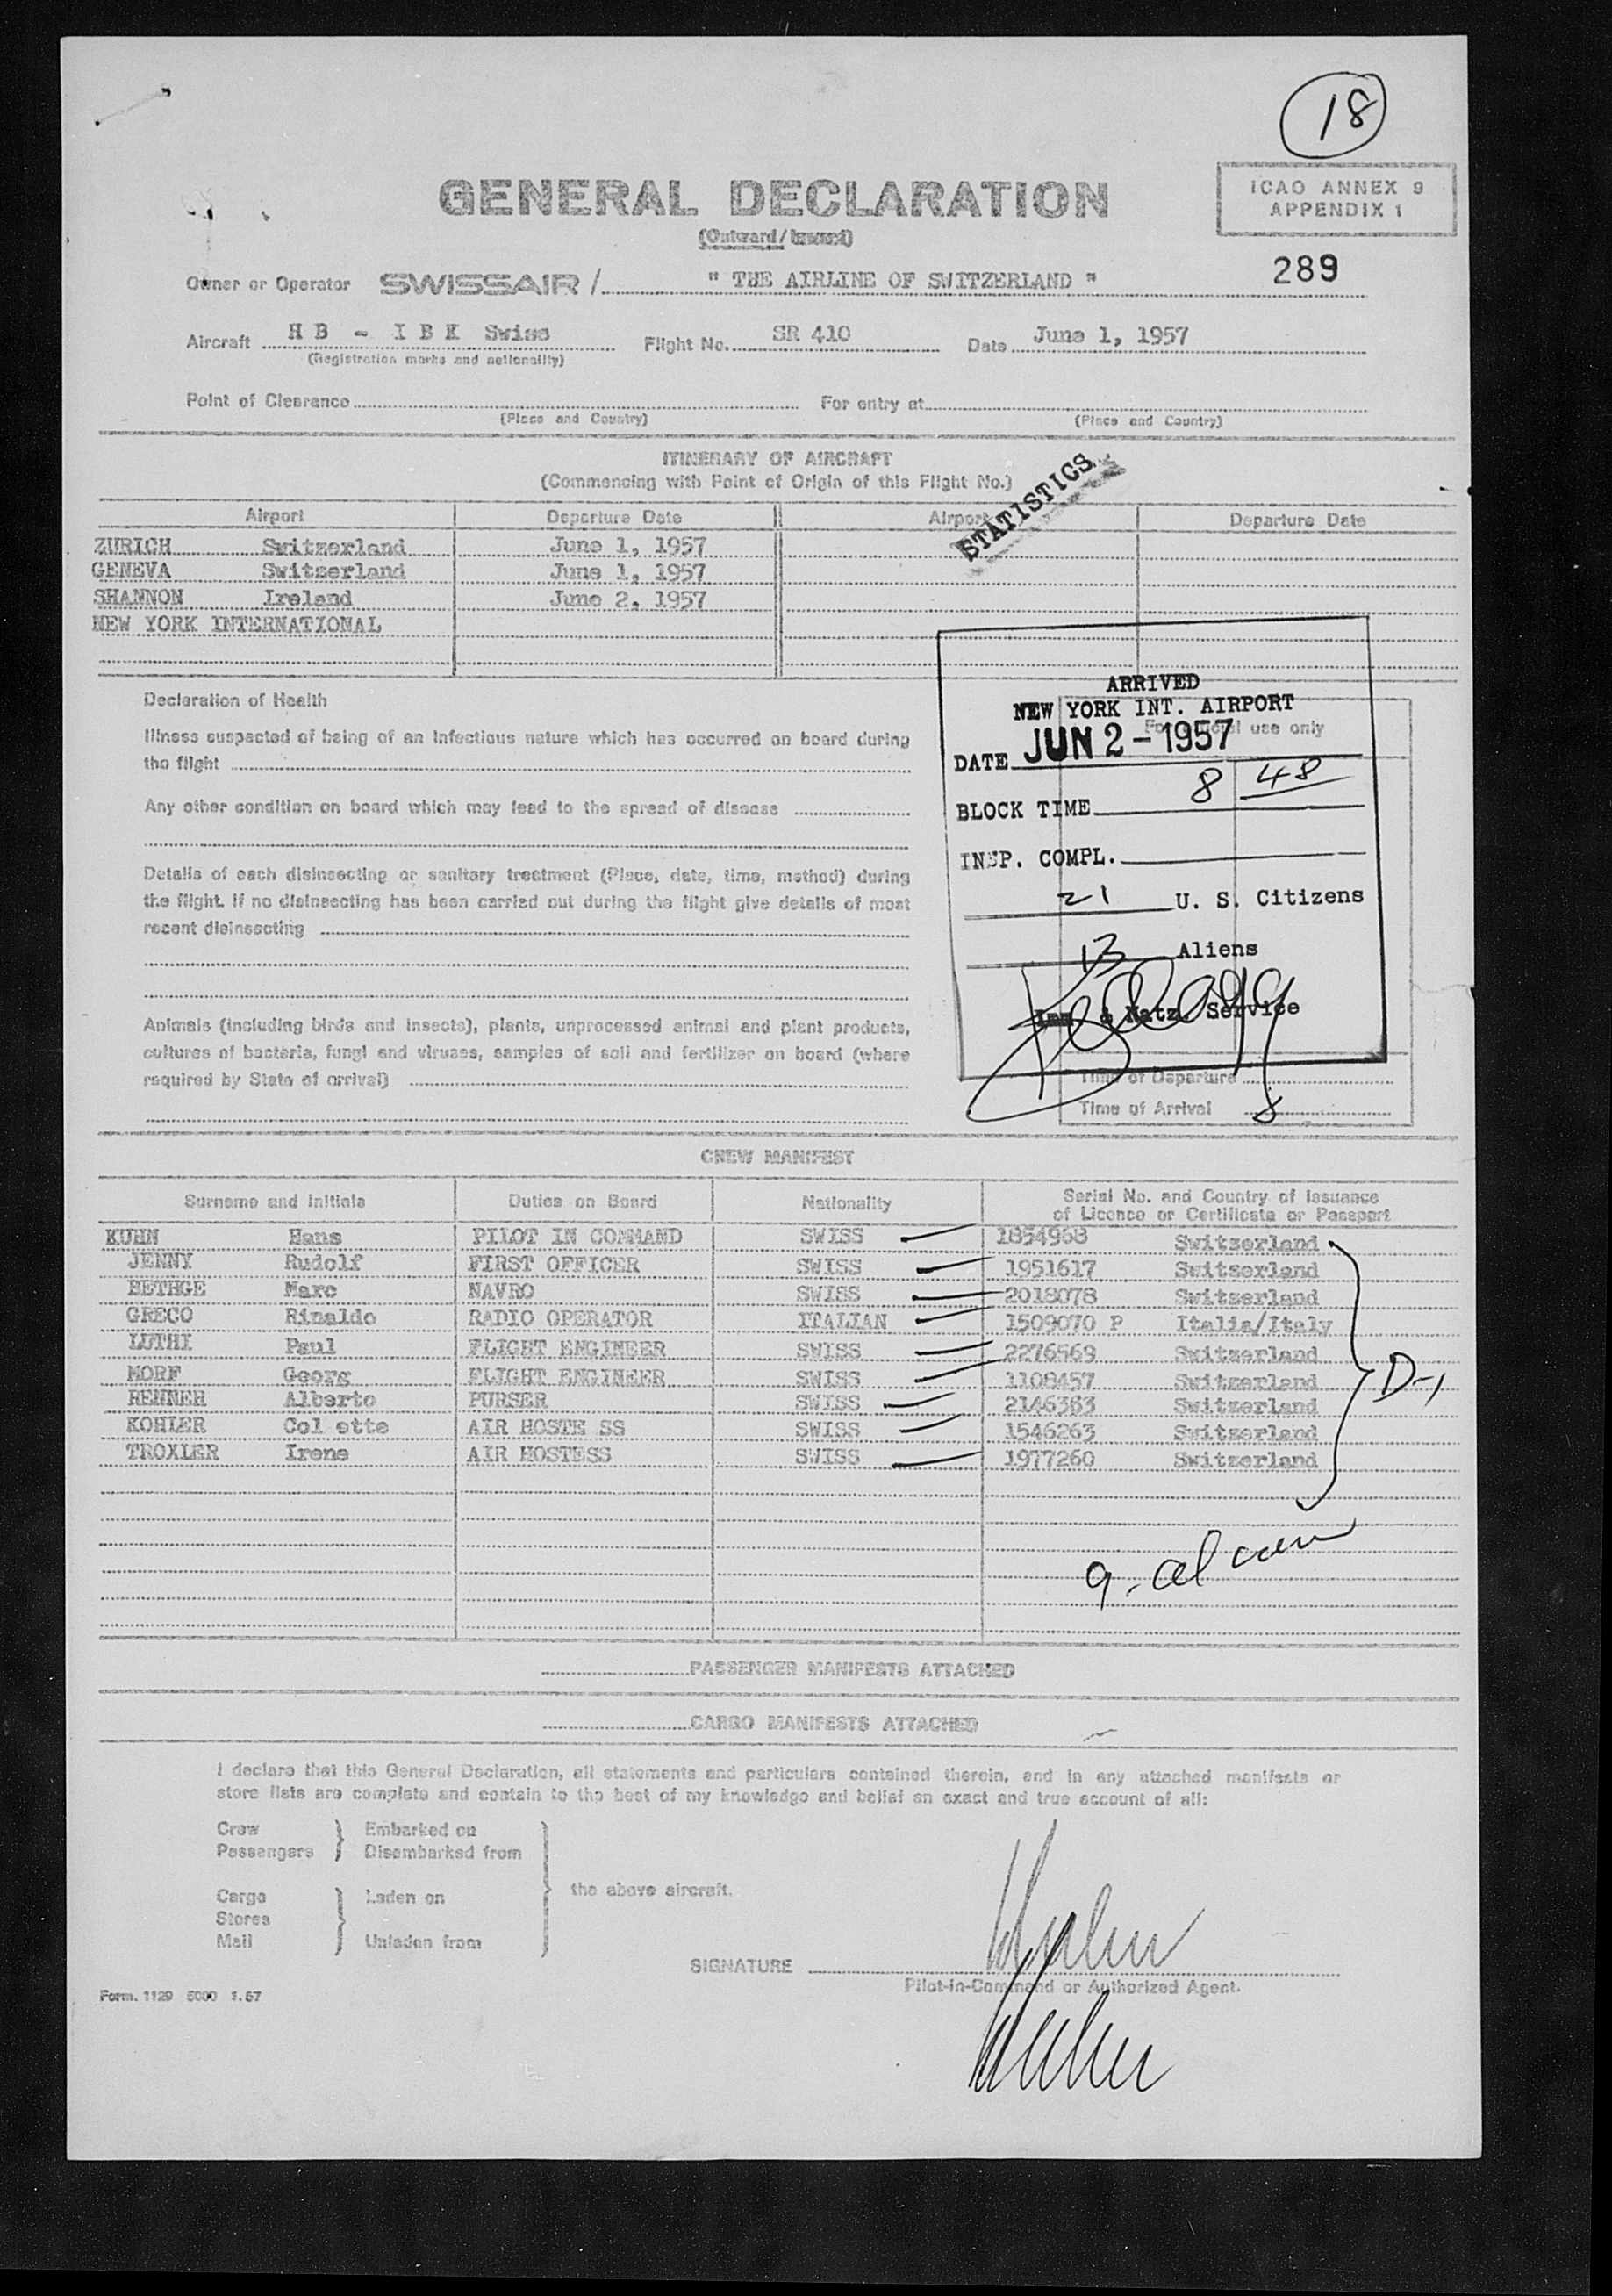 18
GENERAL DECLARATION
ICAO ANNEX 9
APPENDIX 1
(Outward / Inward)
289
Owner or Operator SWISSAIR / " THE AIRLINE OF SWITZERLAND "
Aircraft H B - I B K Swiss Flight No. SR 410 Date June 1, 1957
(Registration marks and nationality)
Point of Clearance For entry at
(Place and Country) (Place and Country)
ITINERARY OF AIRCRAFT
(Commencing with Point of Origin of this Flight No.)
STATISTICS
Airport Departure Date Airport Departure Date
ZURICH Switzerland June 1, 1957
GENEVA Switzerland June 1, 1957
SHANNON Ireland June 2, 1957
NEW YORK INTERNATIONAL
Declaration of Health
Illness suspected of being of an infectious nature which has occurred on board during
the flight
Any other condition on board which may lead to the spread of disease
Details of each disinsecting or sanitary treatment (Place, date, time, method) during
the flight. If no disinsecting has been carried out during the flight give details of most
recent disinsecting
Animals (including birds and insects), plants, unprocessed animal and plant products,
cultures of bacteria, fungi and viruses, samples of soil and fertilizer on board (where
required by State of arrival)
ARRIVED
NEW YORK INT. AIRPORT
For official use only
DATE JUN 2 - 1957
BLOCK TIME 8 48
INSP. COMPL.
21 U. S. Citizens
13 Aliens
Imm. & Natz. Service
Time of Departure
Time of Arrival
CREW MANIFEST
Surname and Initials Duties on Board Nationality Serial No. and Country of Issuance
of Licence or Certificate or Passport
KUHN Hans PILOT IN COMMAND SWISS 1854968 Switzerland
JENNY Rudolf FIRST OFFICER SWISS 1951617 Switzerland
BETHGE Marc NAVRO SWISS 2018078 Switzerland
GRECO Rinaldo RADIO OPERATOR ITALIAN 1509070 P Italia/Italy
LUTHI Paul FLIGHT ENGINEER SWISS 2276569 Switzerland
MORF Georg FLIGHT ENGINEER SWISS 1108457 Switzerland
RENNER Alberto PURSER SWISS 2146363 Switzerland
KOHLER Col ette AIR HOSTE SS SWISS 1546263 Switzerland
TROXLER Irene AIR HOSTESS SWISS 1977260 Switzerland
D-1
PASSENGER MANIFESTS ATTACHED
CARGO MANIFESTS ATTACHED
I declare that this General Declaration, all statements and particulars contained therein, and in any attached manifests or
store lists are complete and contain to the best of my knowledge and belief an exact and true account of all:
Crew Embarked on
Passengers Disembarked from
the above aircraft.
Cargo Laden on
Stores
Mail Unladen from
SIGNATURE
Pilot-in-Command or Authorized Agent.
Form. 1129 5000 1.57